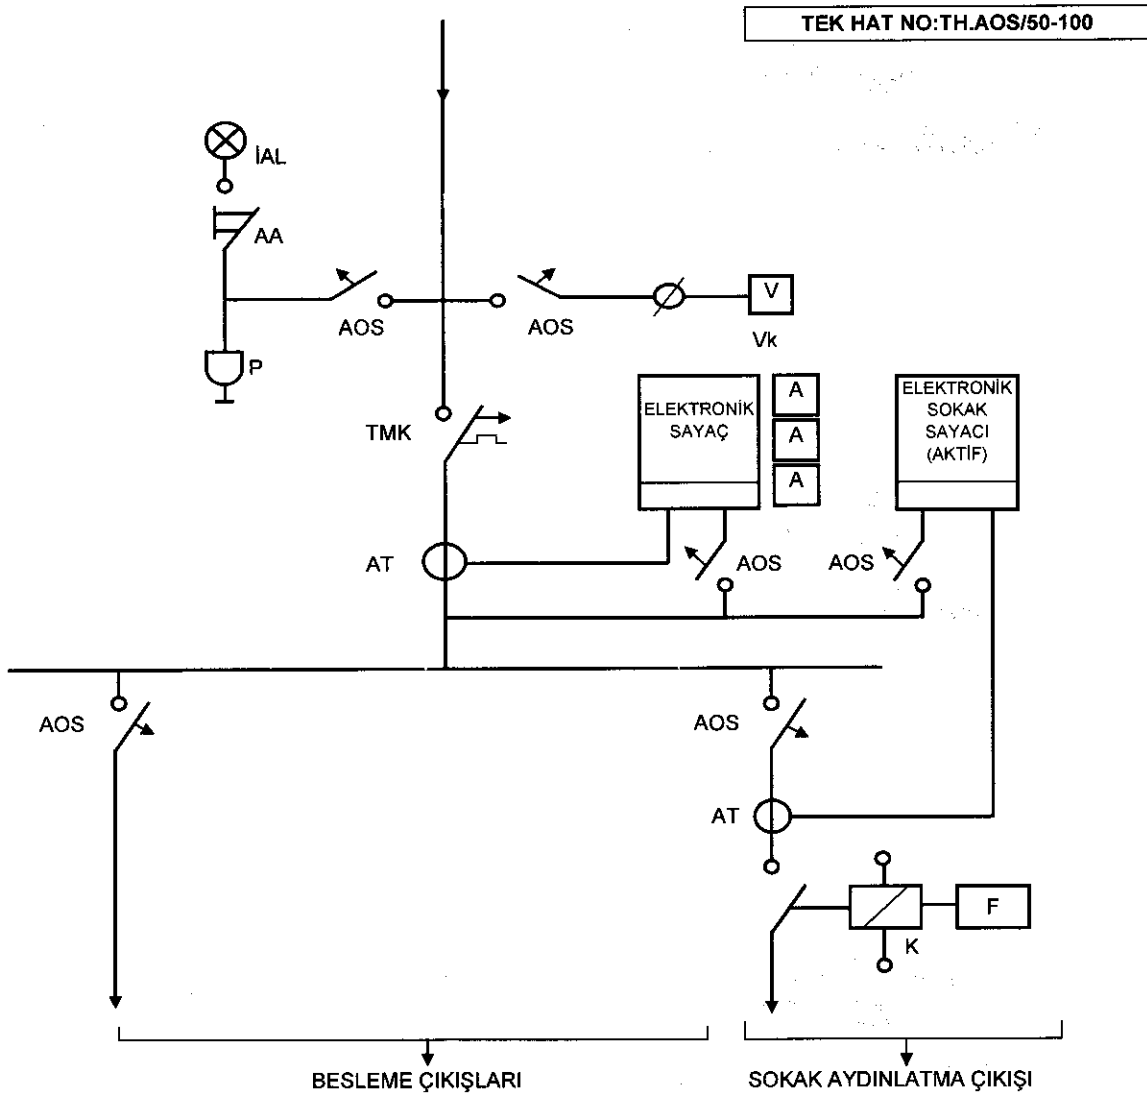 TEK HAT NO:TH.AOS/50-100
İAL
AA
AOS
AOS
V
Vk
P
TMK
ELEKTRONİK
SAYAÇ
A
A
A
ELEKTRONİK
SOKAK
SAYACI
(AKTİF)
AT
AOS
AOS
AOS
AOS
AT
F
K
BESLEME ÇIKIŞLARI
SOKAK AYDINLATMA ÇIKIŞI